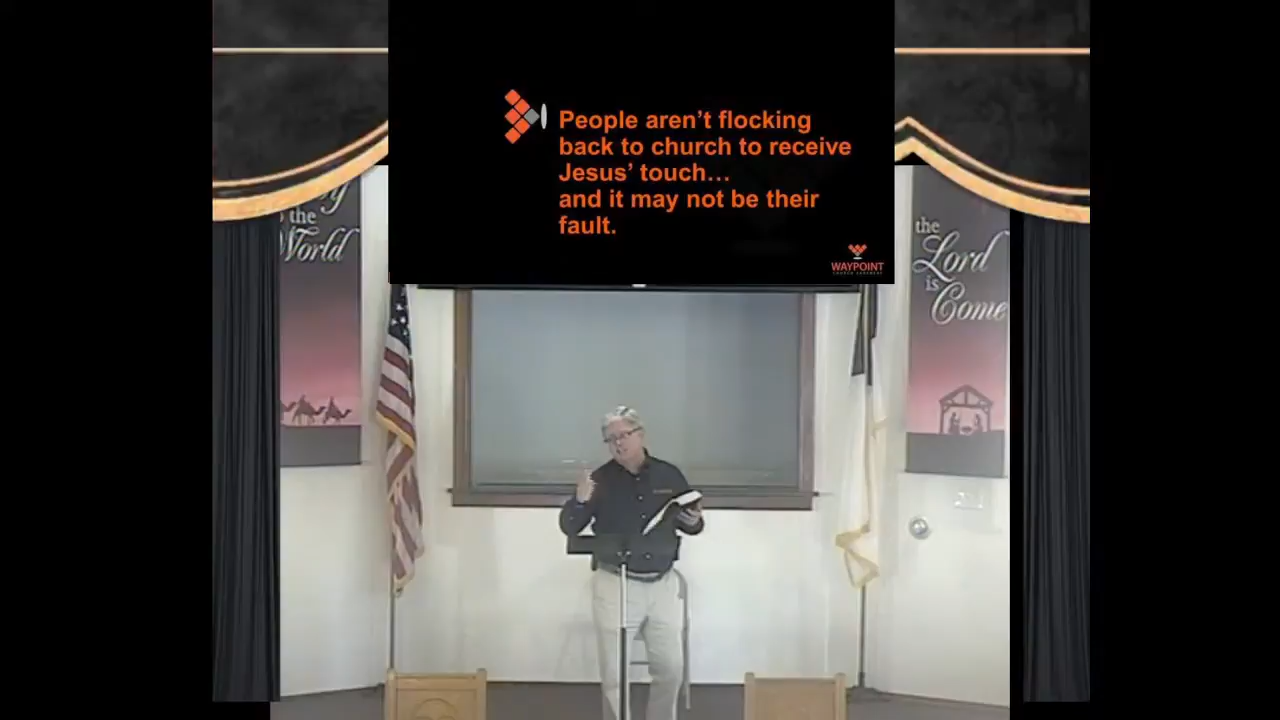 People aren't flocking
back to church to receive
Jesus' touch…
and it may not be their
fault.
WAYPOINT
the
World
the
Lord
is
Come